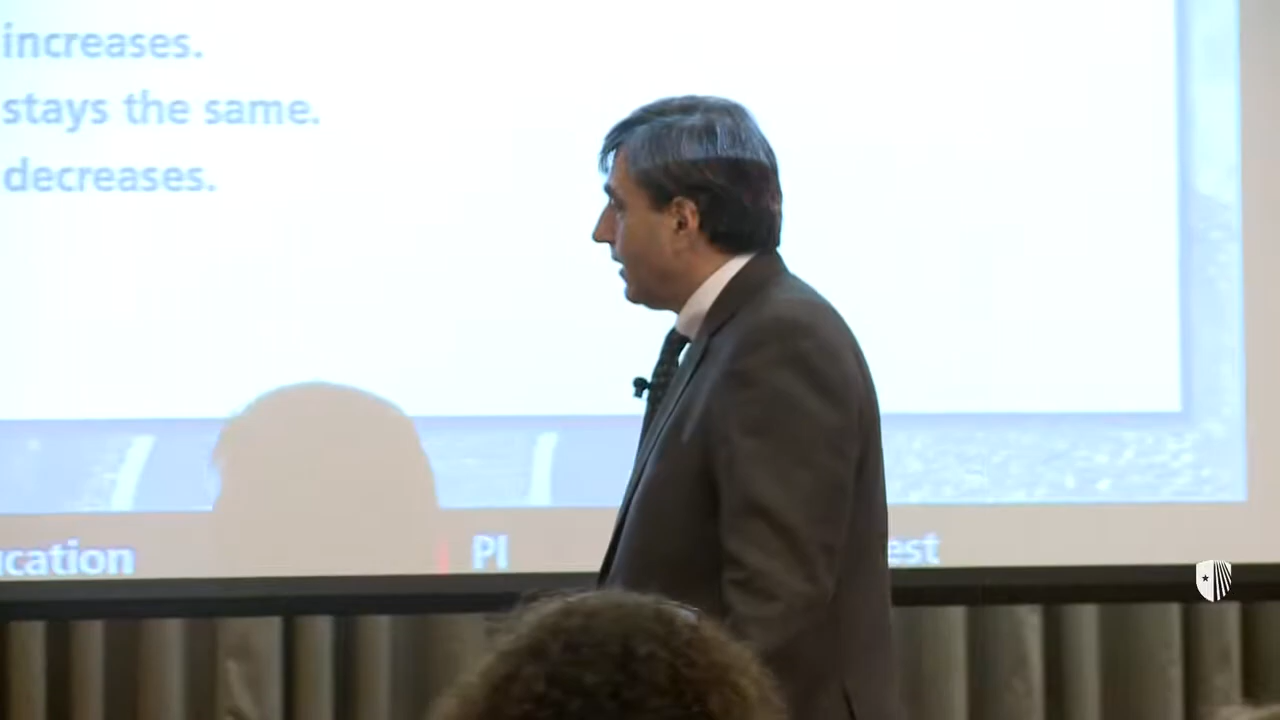 increases.
stays the same.
decreases.
ucation
PI
est